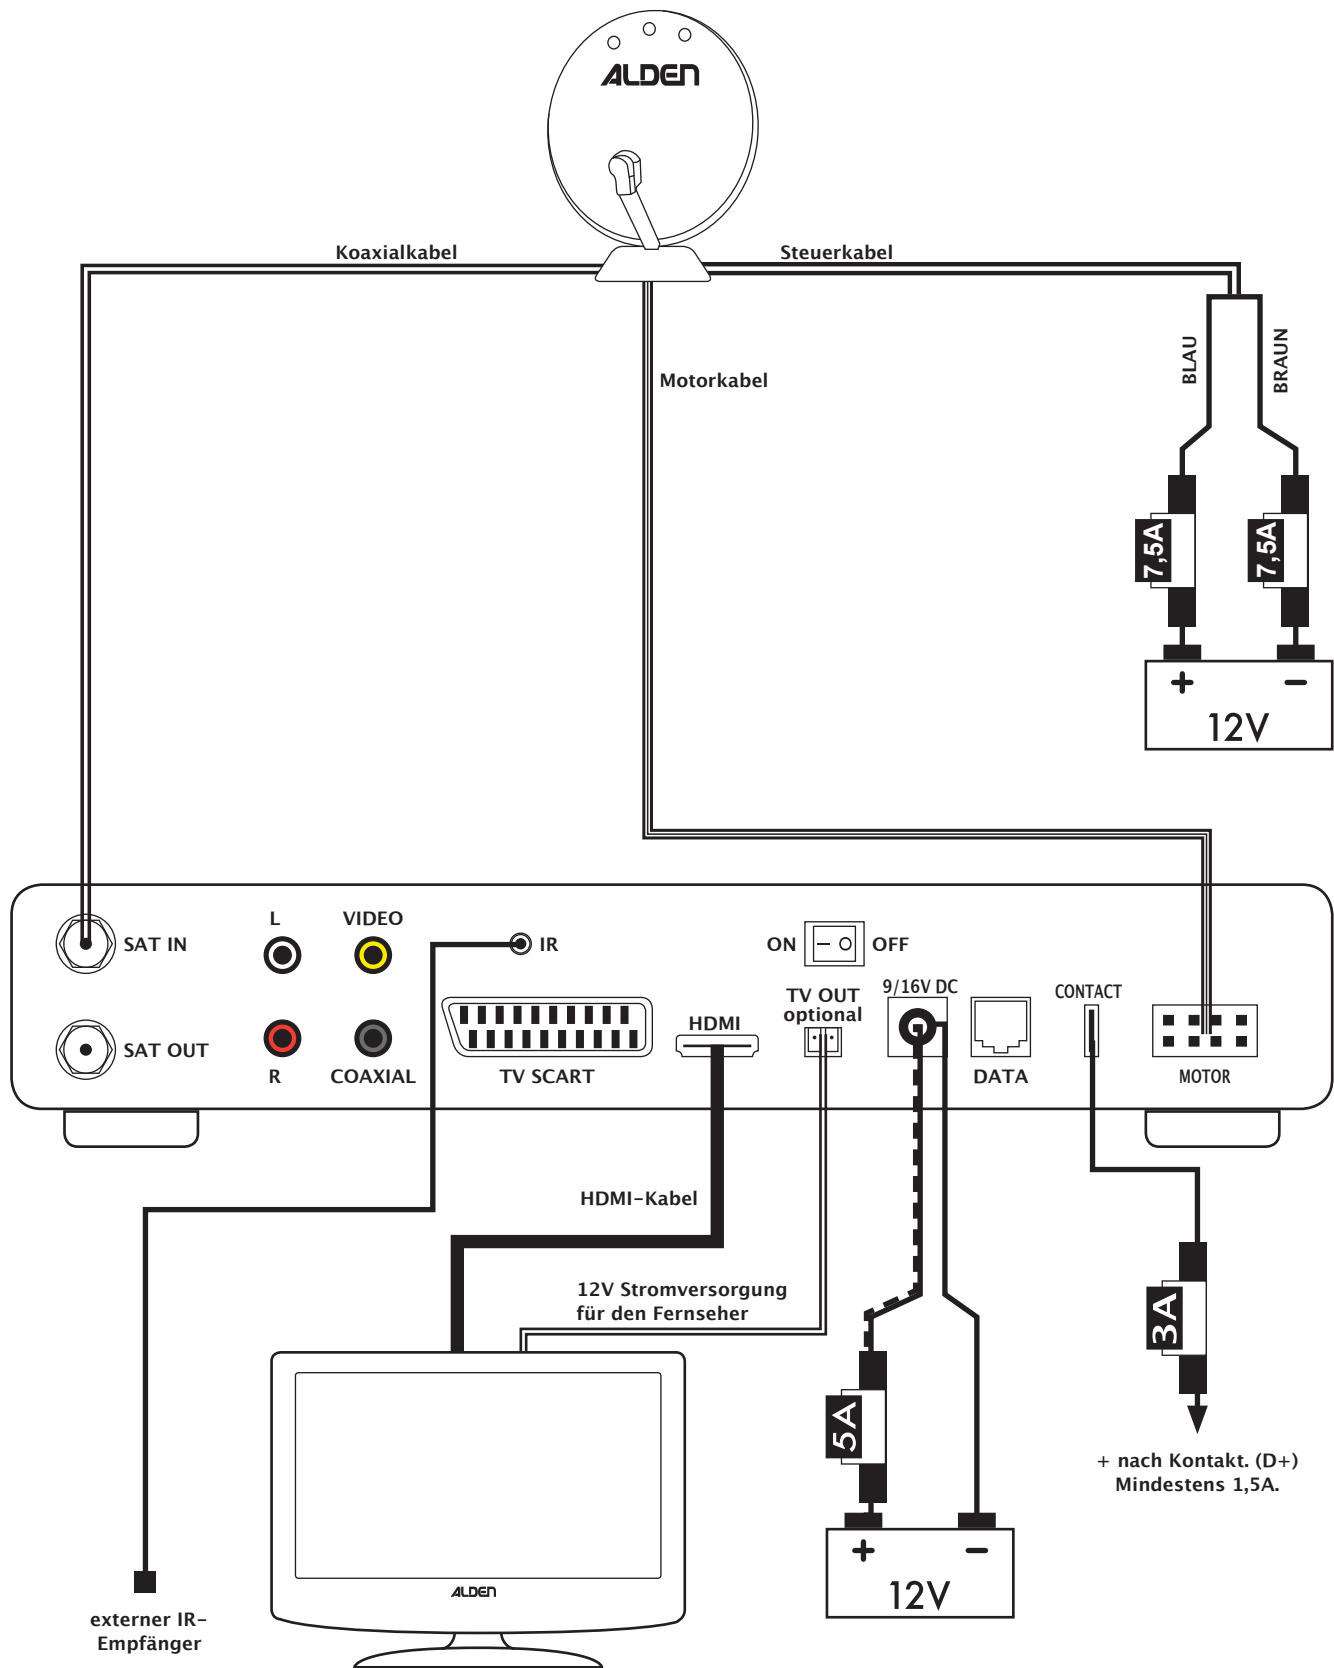 ALDEN
Koaxialkabel
Steuerkabel
BLAU
BRAUN
Motorkabel
7,5A
7,5A
+ −
12V
SAT IN
L
VIDEO
IR
ON
OFF
SAT OUT
R
COAXIAL
TV SCART
HDMI
TV OUT
optional
9/16V DC
DATA
CONTACT
MOTOR
HDMI-Kabel
12V Stromversorgung
für den Fernseher
3A
5A
+ nach Kontakt. (D+)
Mindestens 1,5A.
+ −
12V
ALDEN
externer IR-
Empfänger